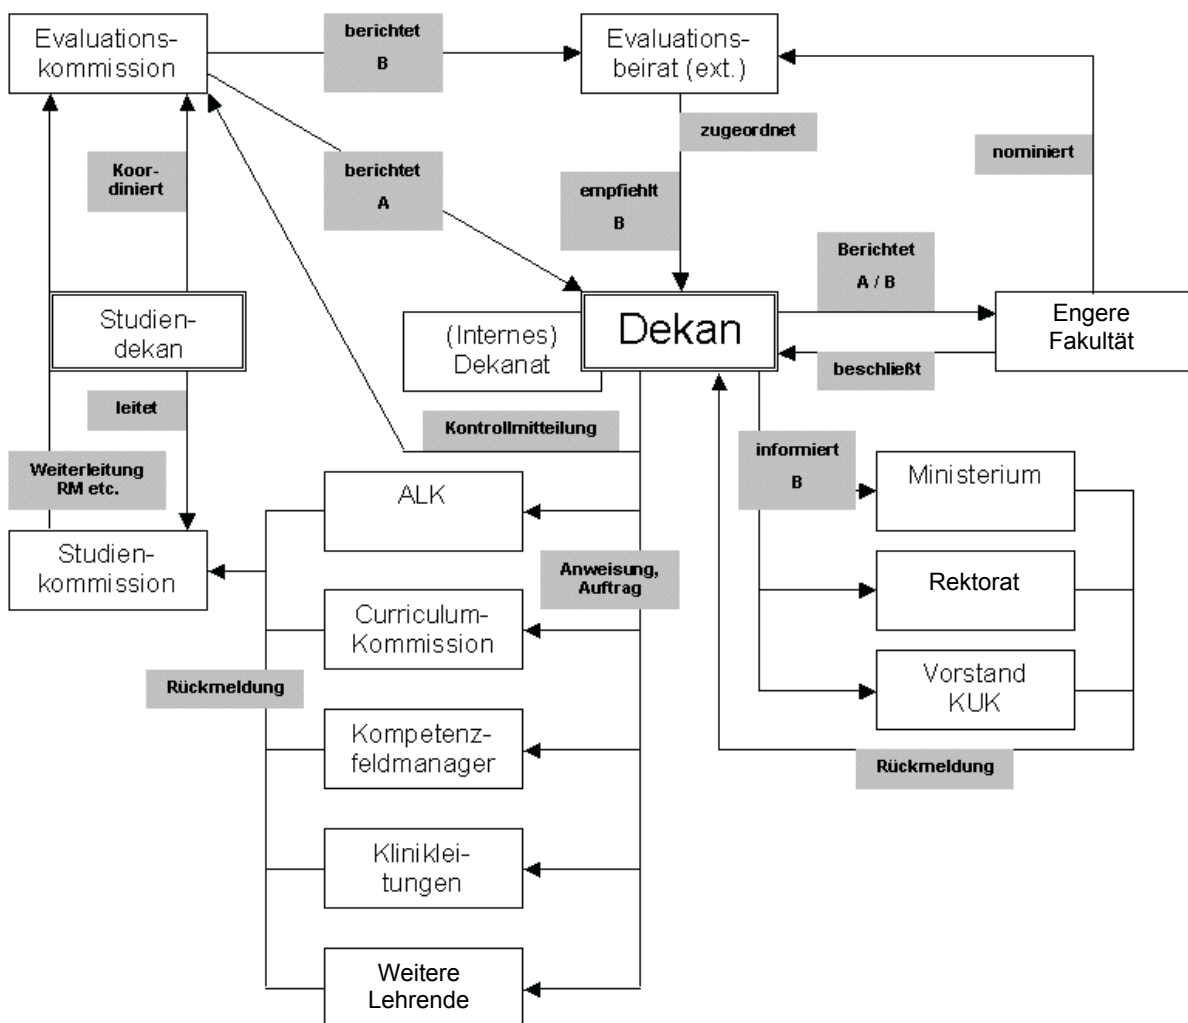 Evaluations-
kommission
berichtet
B
Evaluations-
beirat (ext.)
zugeordnet
nominiert
Koor-
diniert
berichtet
A
empfiehlt
B
Berichtet
A / B
Studien-
dekan
(Internes)
Dekanat
Dekan
Engere
Fakultät
beschließt
leitet
Kontrollmitteilung
Weiterleitung
RM etc.
informiert
B
Ministerium
ALK
Studien-
kommission
Anweisung,
Auftrag
Rektorat
Curriculum-
Kommission
Rückmeldung
Vorstand
KUK
Kompetenz-
feldmanager
Rückmeldung
Klinikleι-
tungen
Weitere
Lehrende